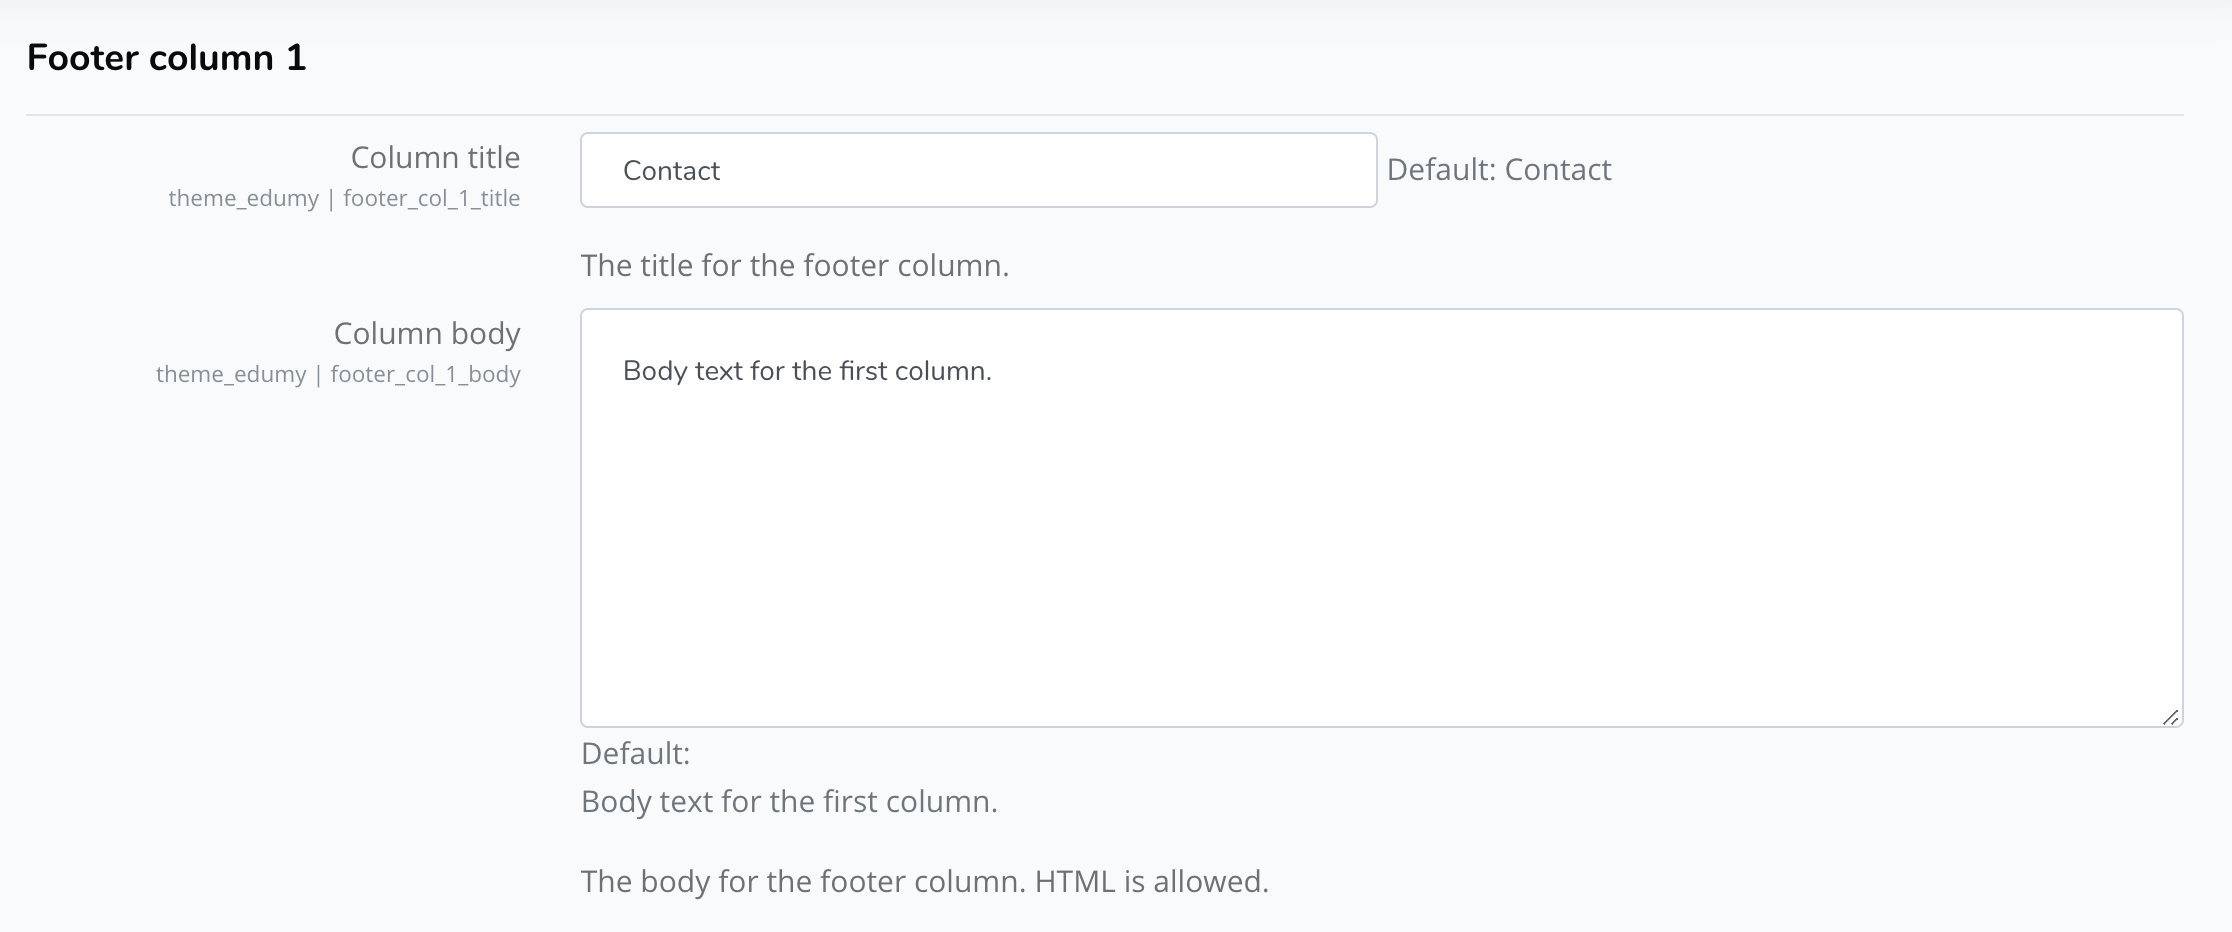 Footer column 1
Column title
theme_edumy | footer_col_1_title
Contact
Default: Contact
The title for the footer column.
Column body
theme_edumy | footer_col_1_body
Body text for the first column.
Default:
Body text for the first column.
The body for the footer column. HTML is allowed.